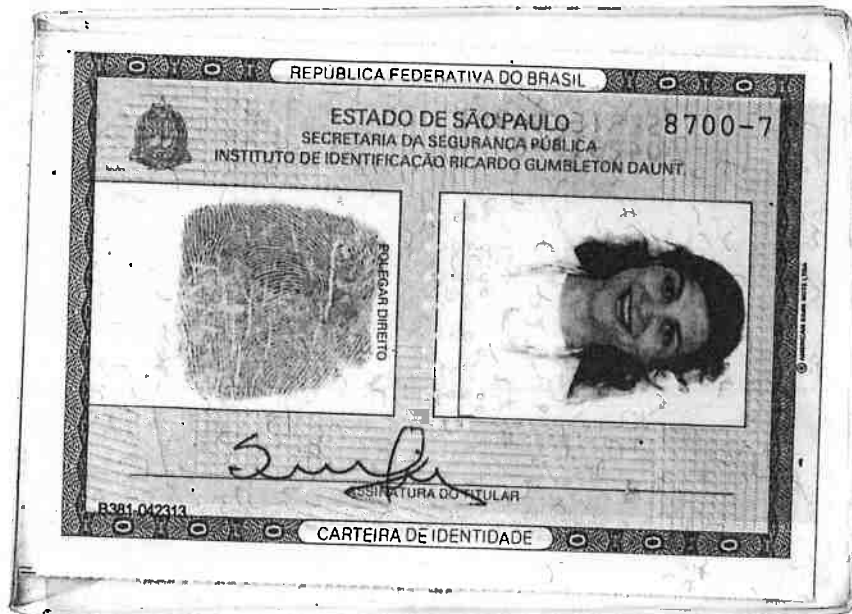 REPÚBLICA FEDERATIVA DO BRASIL
ESTADO DE SÃO PAULO
8700-7
SECRETARIA DA SEGURANÇA PÚBLICA
INSTITUTO DE IDENTIFICAÇÃO RICARDO GUMBLETON DAUNT
POLEGAR DIREITO
ASSINATURA DO TITULAR
B381-042313
CARTEIRA DE IDENTIDADE